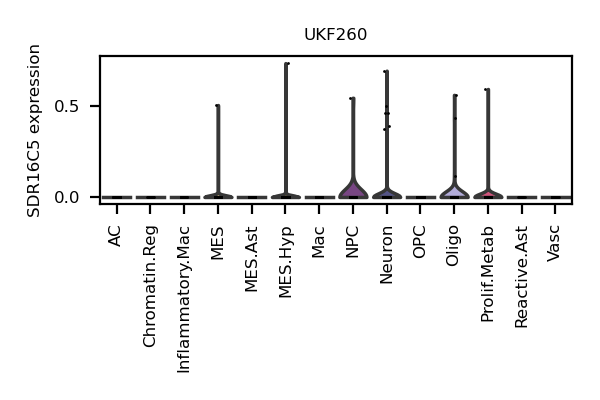 UKF260
SDR16C5 expression
0.5
0.0
AC
Chromatin.Reg
Inflammatory.Mac
MES
MES.Ast
MES.Hyp
Mac
NPC
Neuron
OPC
Oligo
Prolif.Metab
Reactive.Ast
Vasc